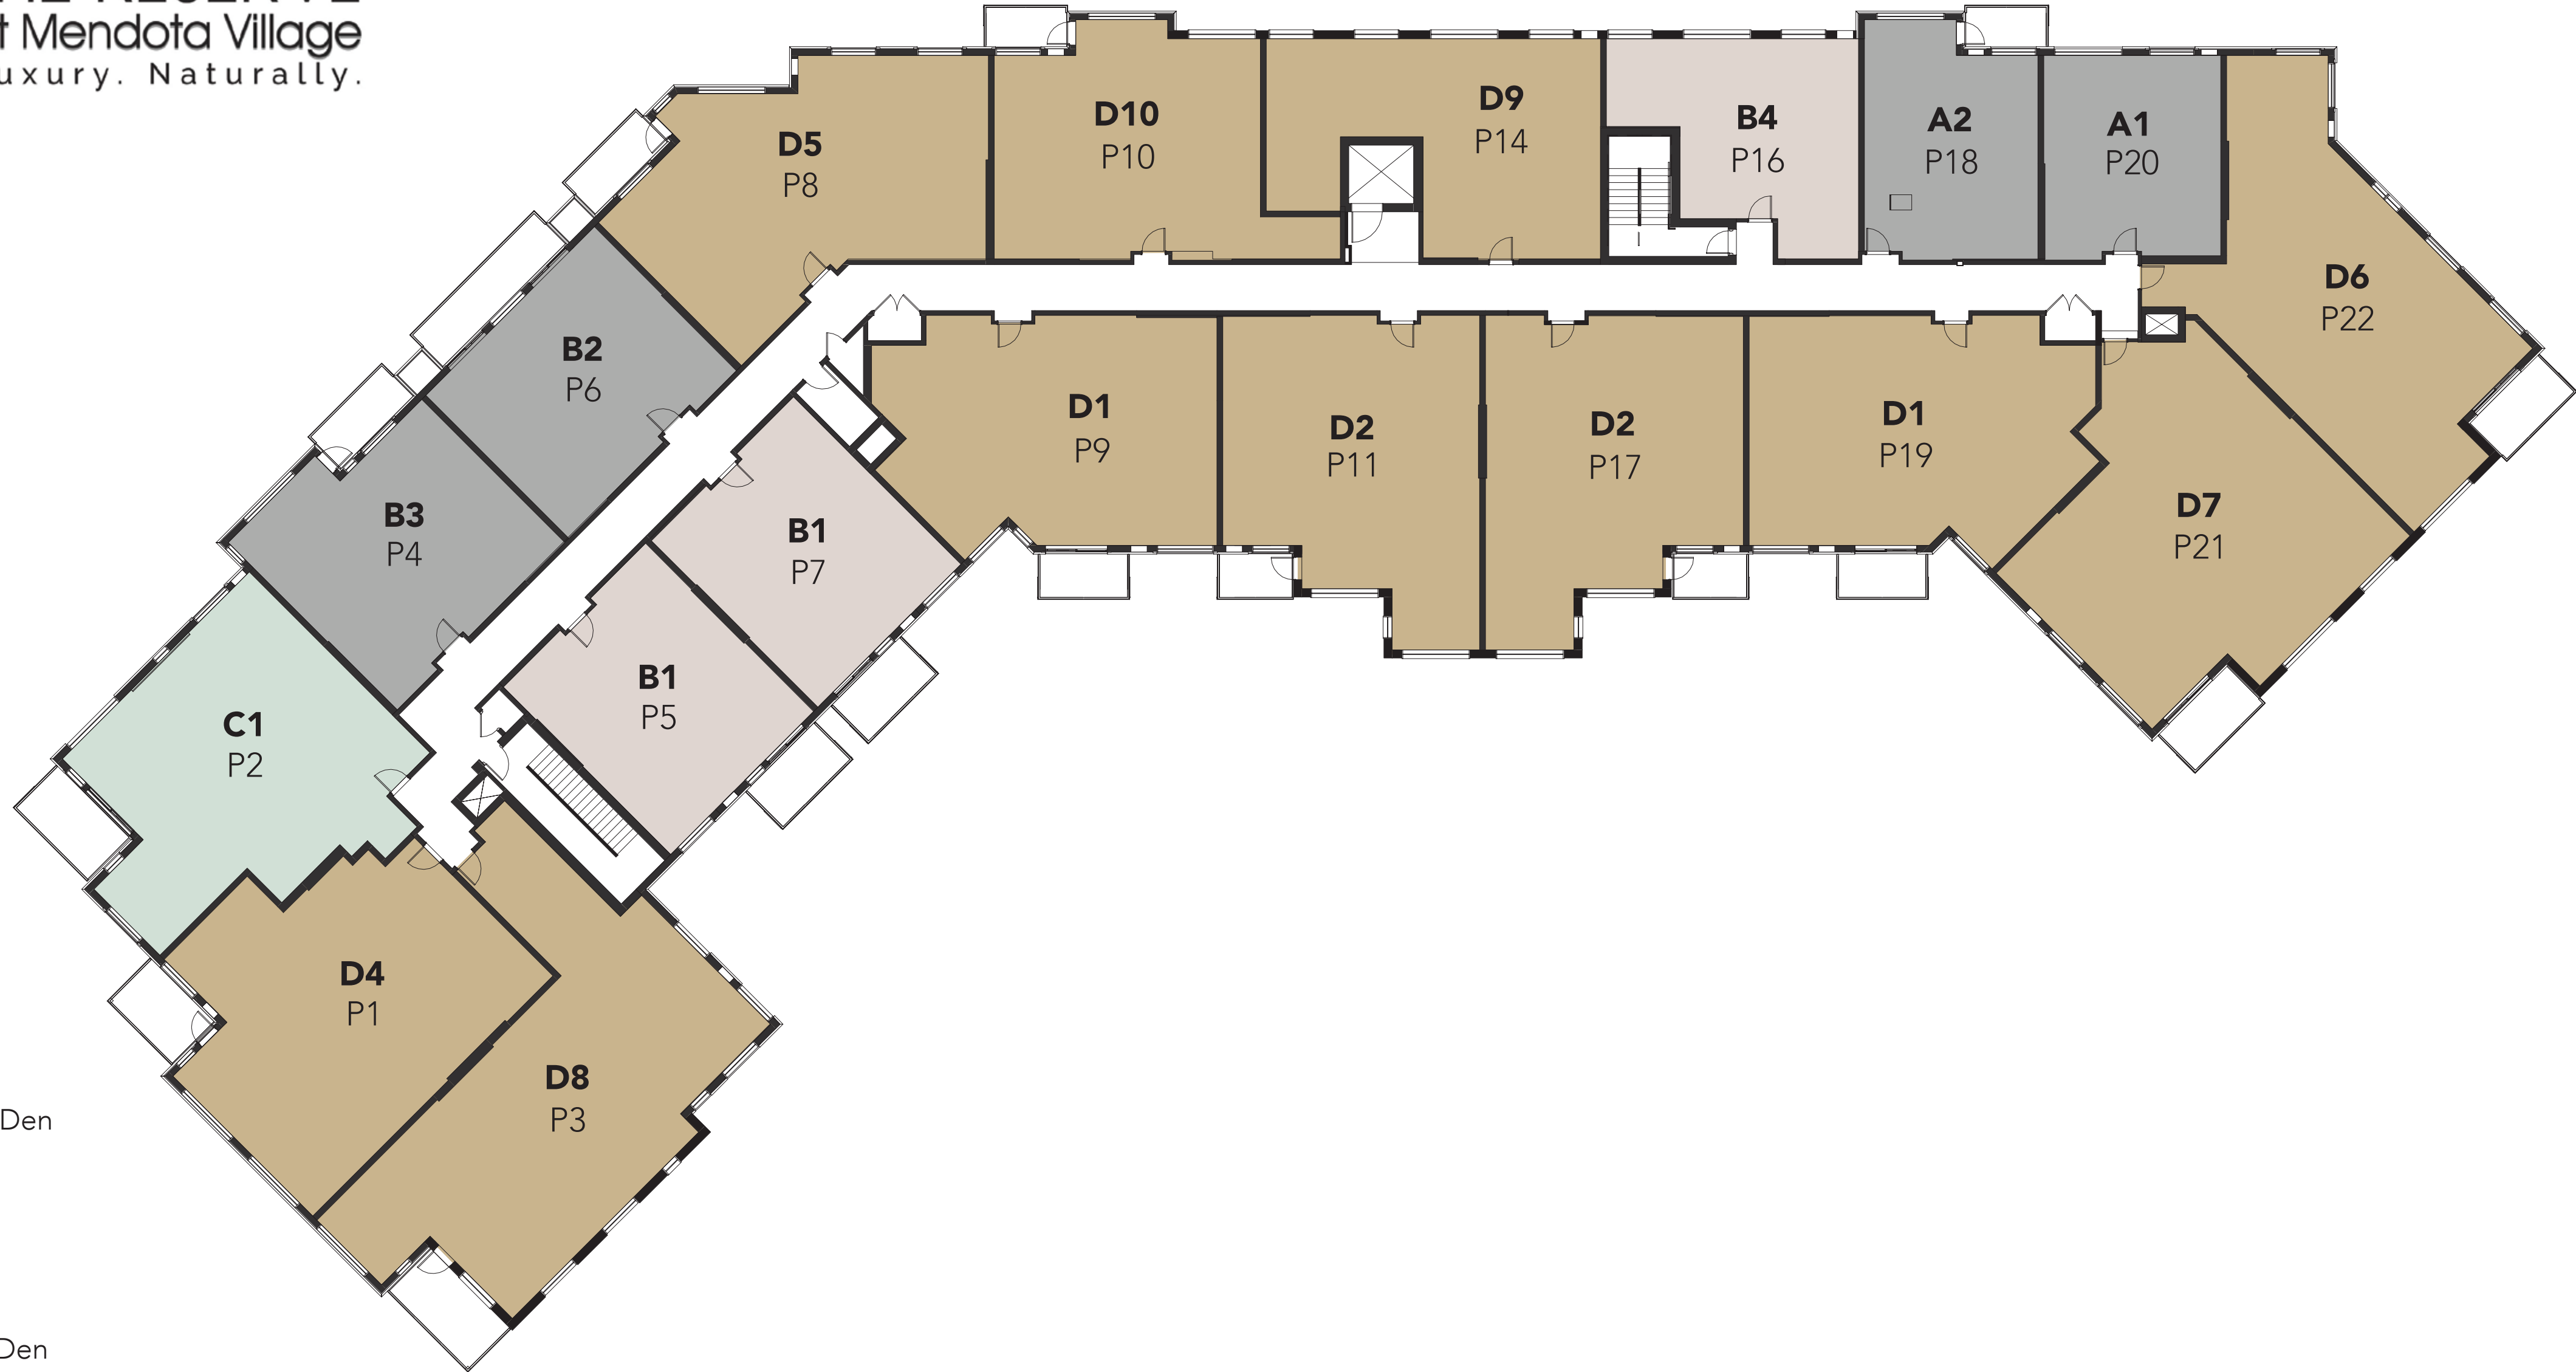 Mendota Village
Luxury. Naturally.
D5
P8
D10
P10
D9
P14
B4
P16
A2
P18
A1
P20
D6
P22
B2
P6
B3
P4
D1
P9
D2
P11
D2
P17
D1
P19
D7
P21
B1
P7
B1
P5
C1
P2
D4
P1
D8
P3
Den
Den